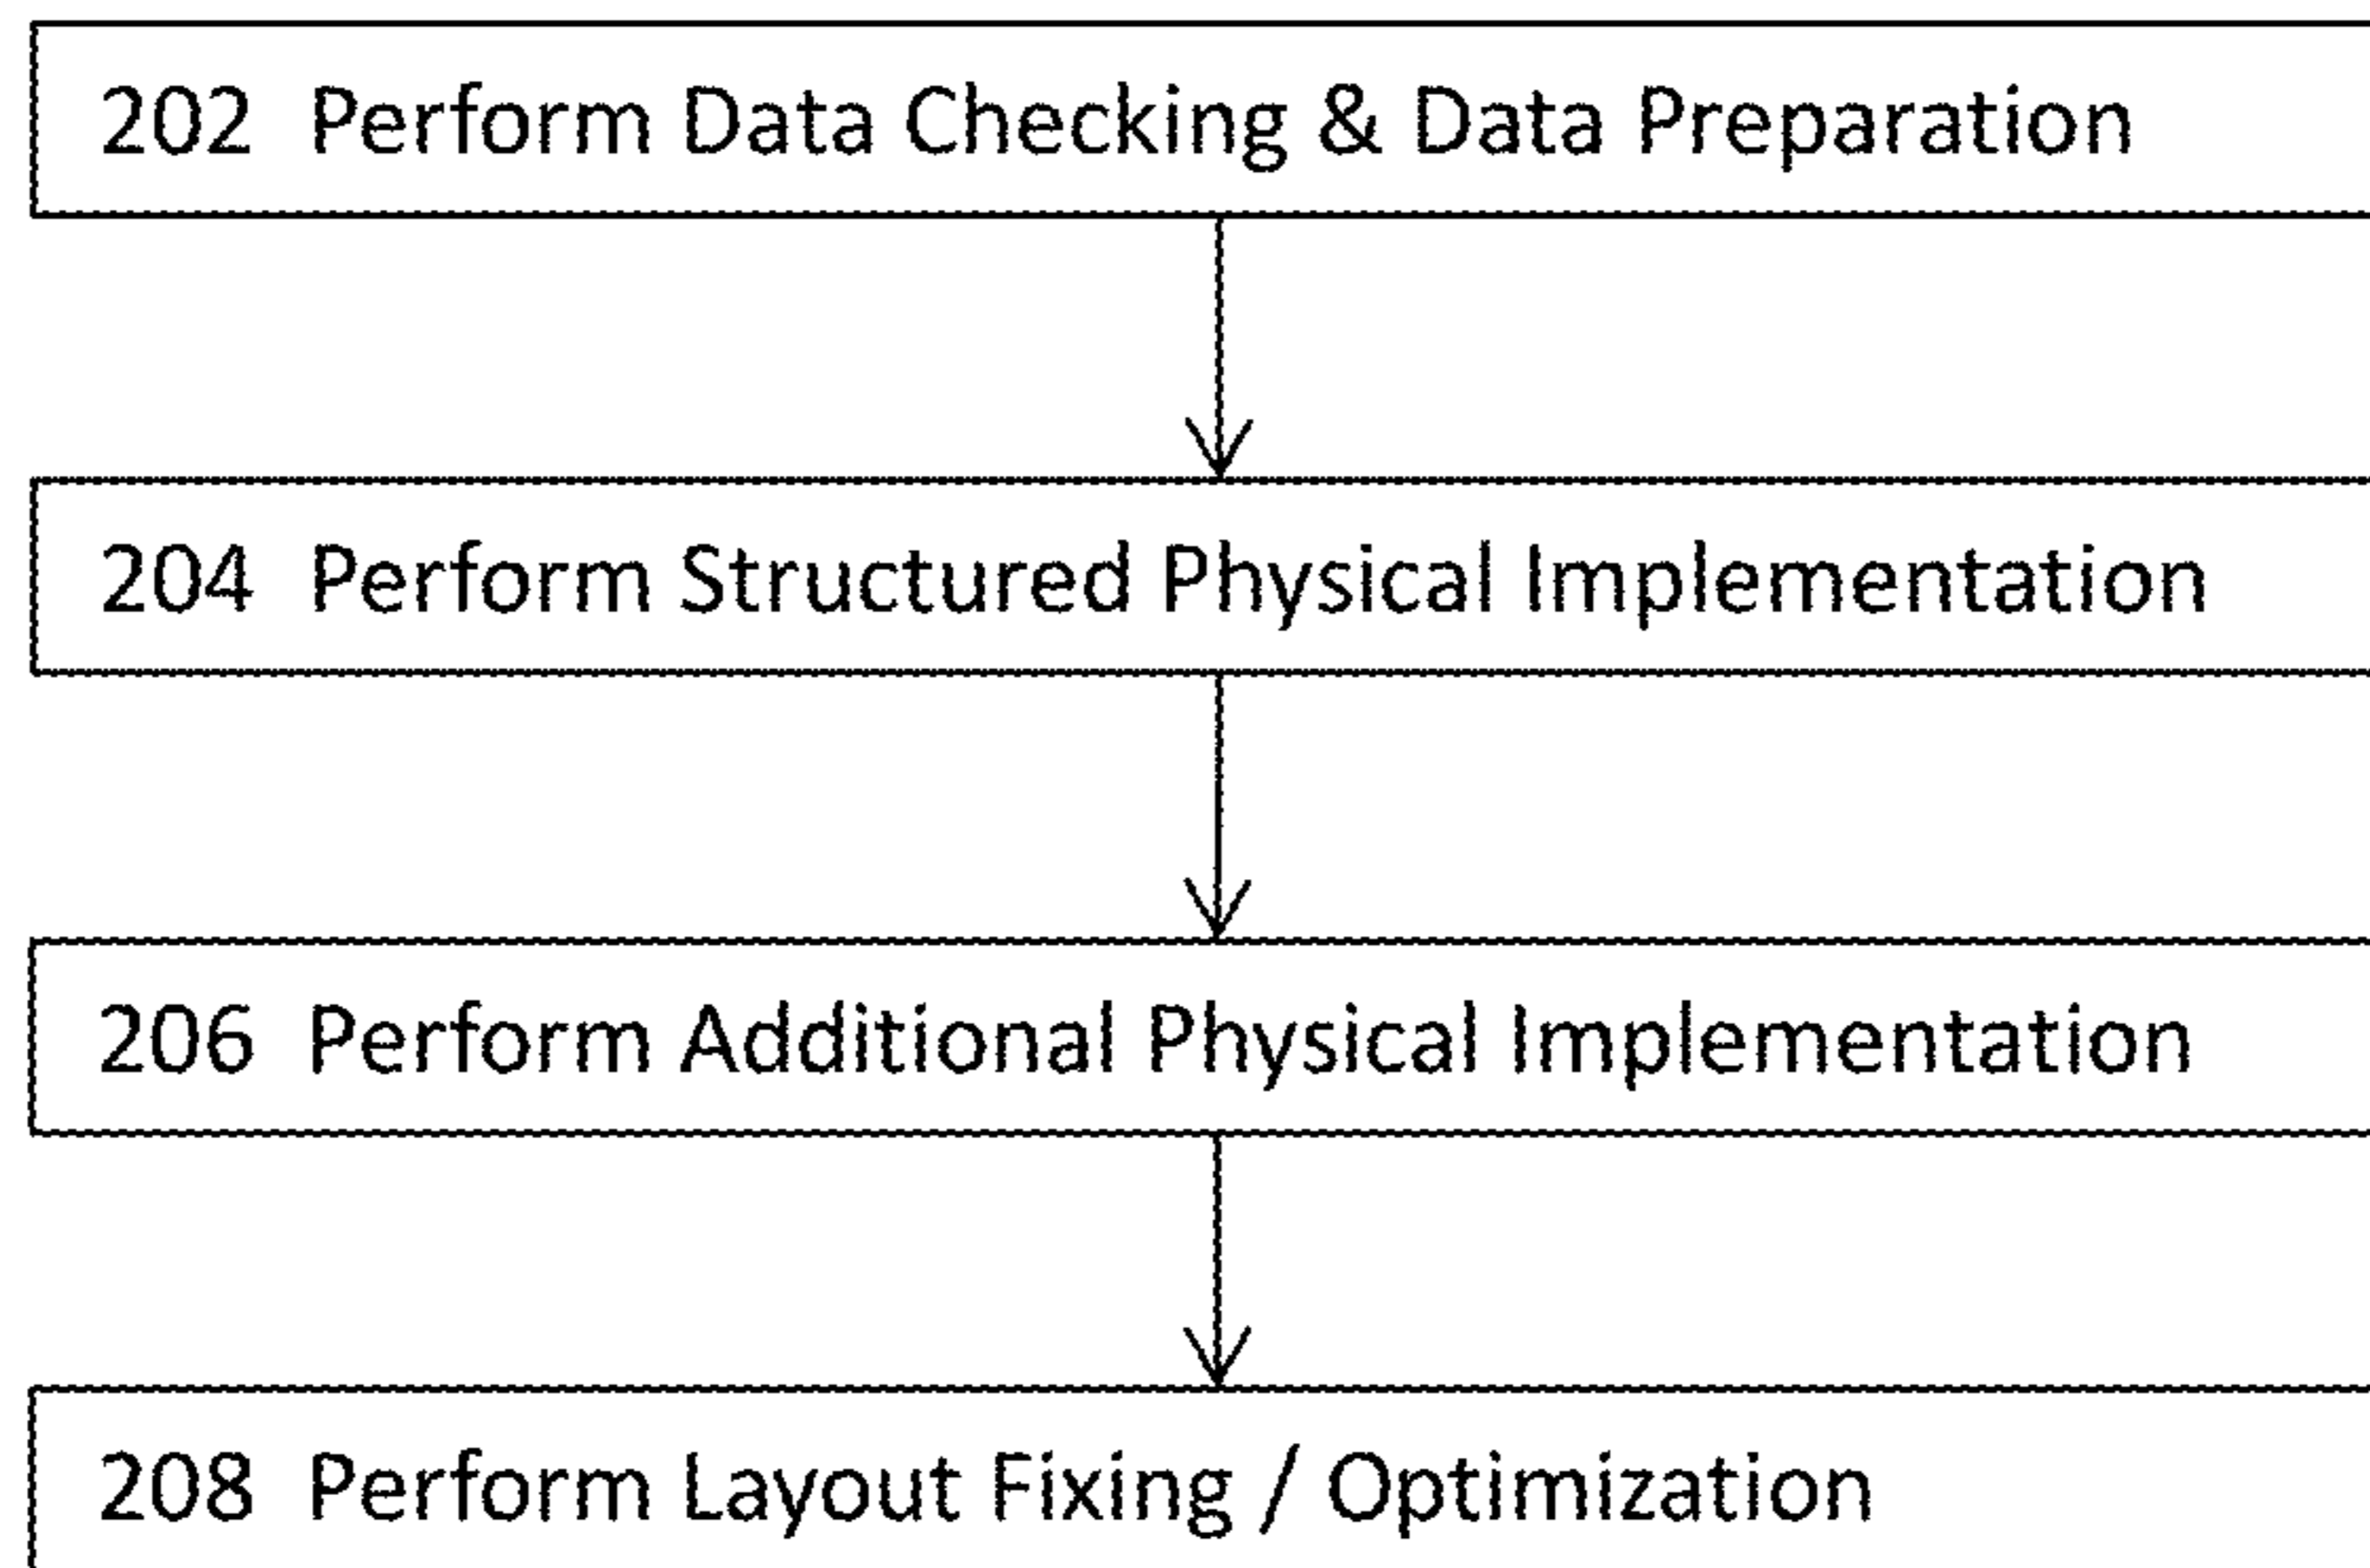 202 Perform Data Checking & Data Preparation
204 Perform Structured Physical Implementation
206 Perform Additional Physical Implementation
208 Perform Layout Fixing / Optimization